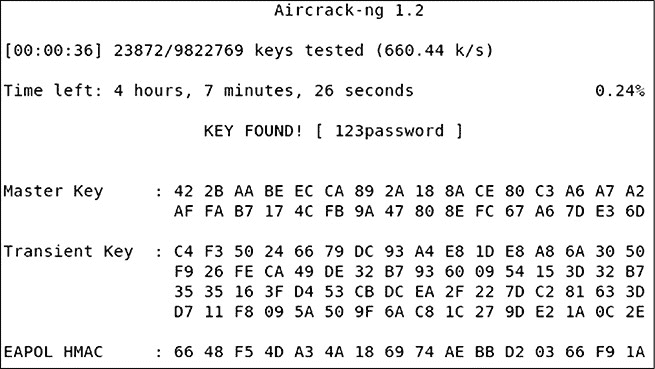 Aircrack-ng 1.2
[00:00:36] 23872/9822769 keys tested (660.44 k/s)
Time left: 4 hours, 7 minutes, 26 seconds 0.24%
KEY FOUND! [ 123password ]
Master Key : 42 2B AA BE EC CA 89 2A 18 8A CE 80 C3 A6 A7 A2
AF FA B7 17 4C FB 9A 47 80 8E FC 67 A6 7D E3 6D
Transient Key : C4 F3 50 24 66 79 DC 93 A4 E8 1D E8 A8 6A 30 50
F9 26 FE CA 49 DE 32 B7 93 60 09 54 15 3D 32 B7
35 35 16 3F D4 53 CB DC EA 2F 22 7D C2 81 63 3D
D7 11 F8 09 5A 50 9F 6A C8 1C 27 9D E2 1A 0C 2E
EAPOL HMAC : 66 48 F5 4D A3 4A 18 69 74 AE BB D2 03 66 F9 1A